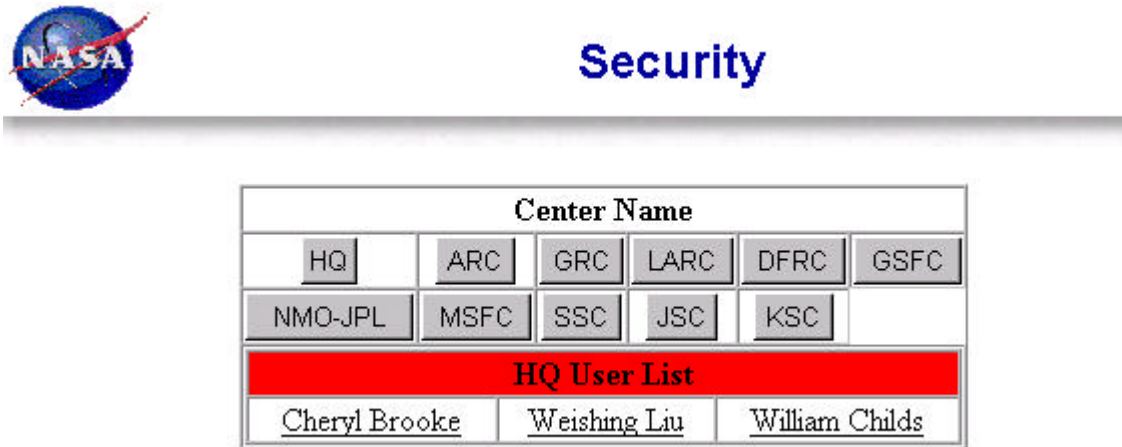 NASA
Security
Center Name
HQ ARC GRC LARC DFRC GSFC
NMO-JPL MSFC SSC JSC KSC
HQ User List
Cheryl Brooke Weishing Liu William Childs